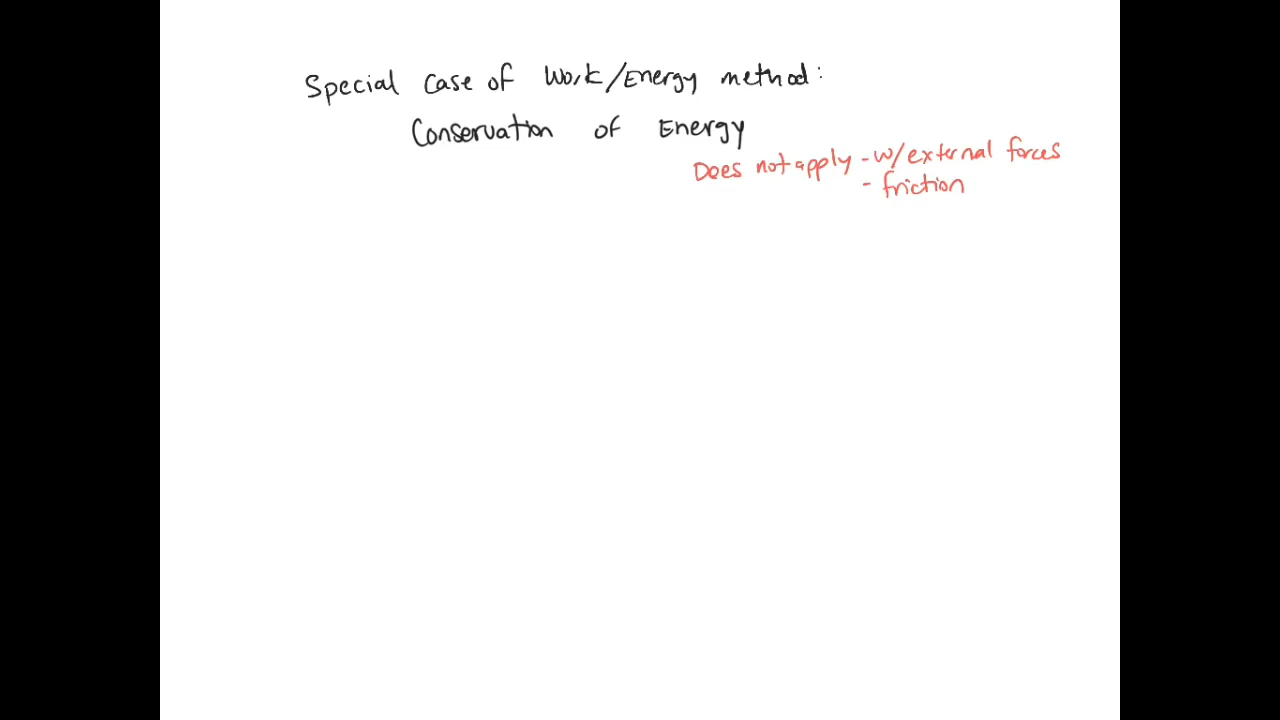 Special Case of Work/Energy method:
Conservation of Energy
Does not apply - w/external forces
- friction